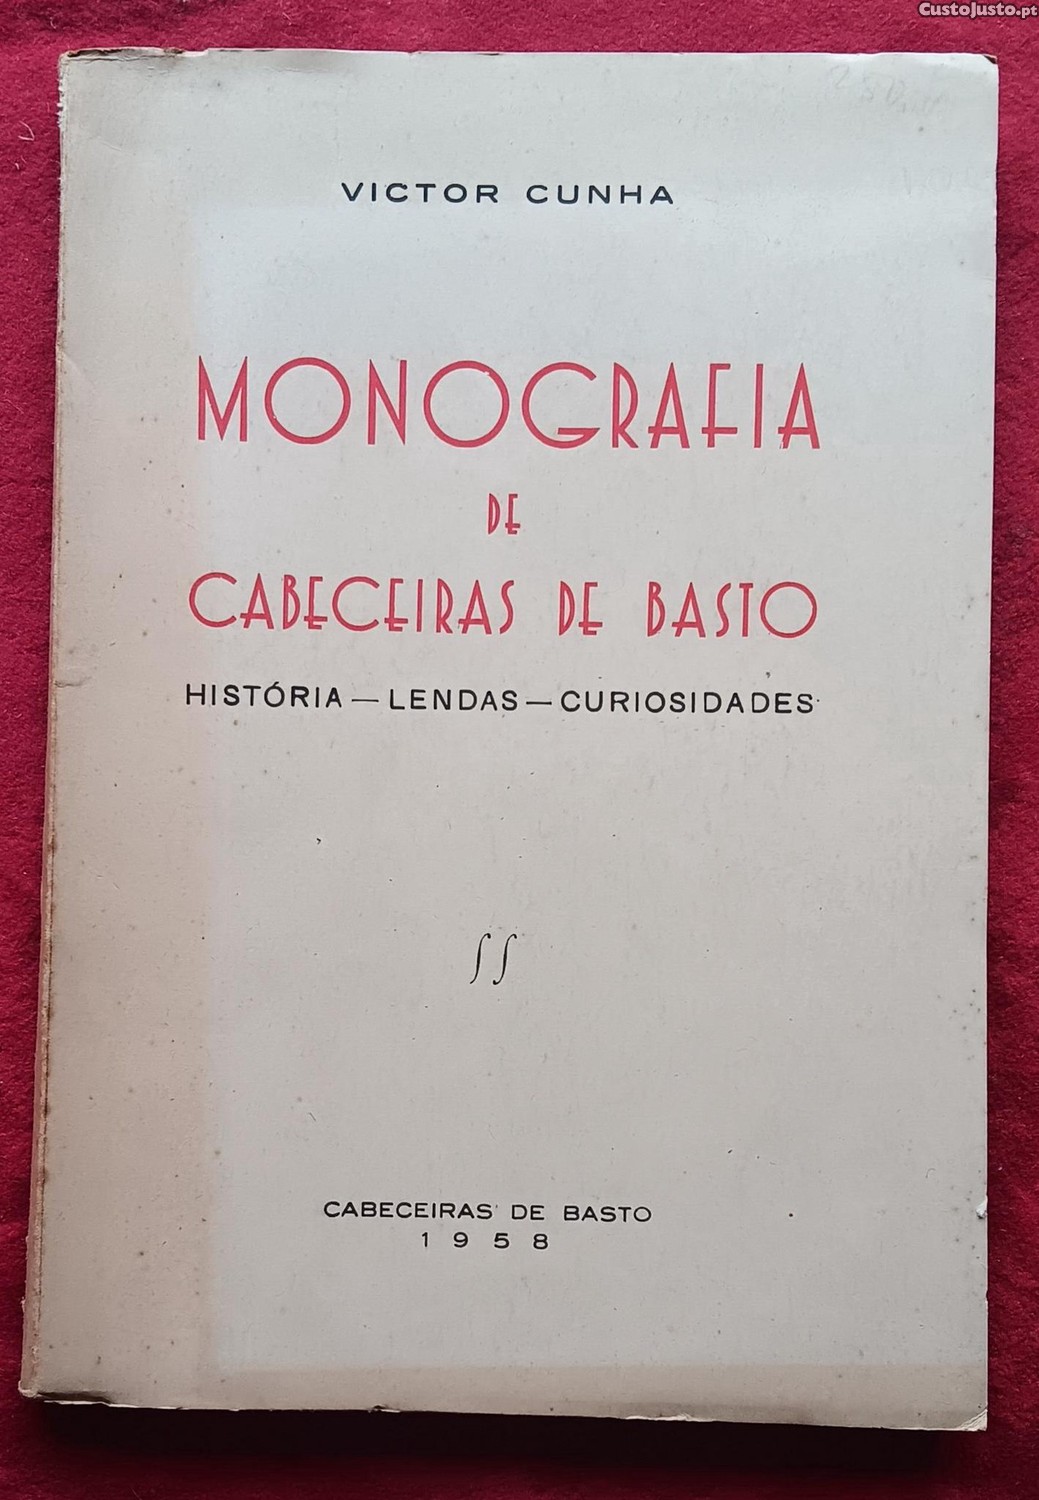 CustoJusto.pt
VICTOR CUNHA
MONOGRAFIA
DE
CABECEIRAS DE BASTO
HISTÓRIA — LENDAS — CURIOSIDADES
CABECEIRAS DE BASTO
1958